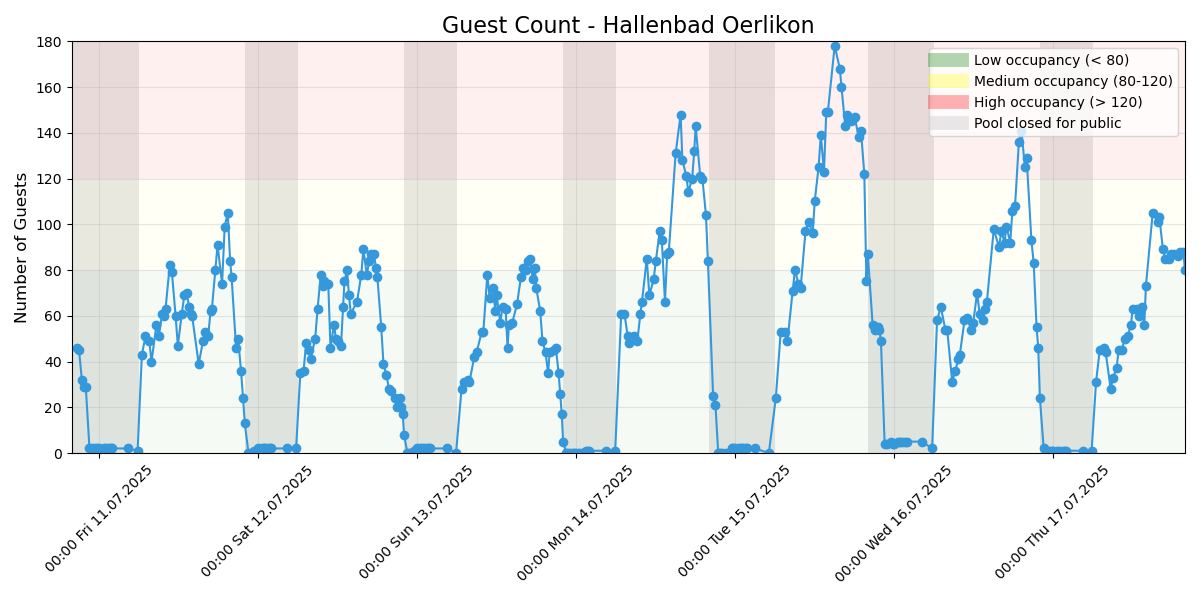 Guest Count - Hallenbad Oerlikon
Number of Guests
180
160
140
120
100
80
60
40
20
0
Low occupancy (< 80)
Medium occupancy (80-120)
High occupancy (> 120)
Pool closed for public
00:00 Fri 11.07.2025
00:00 Sat 12.07.2025
00:00 Sun 13.07.2025
00:00 Mon 14.07.2025
00:00 Tue 15.07.2025
00:00 Wed 16.07.2025
00:00 Thu 17.07.2025